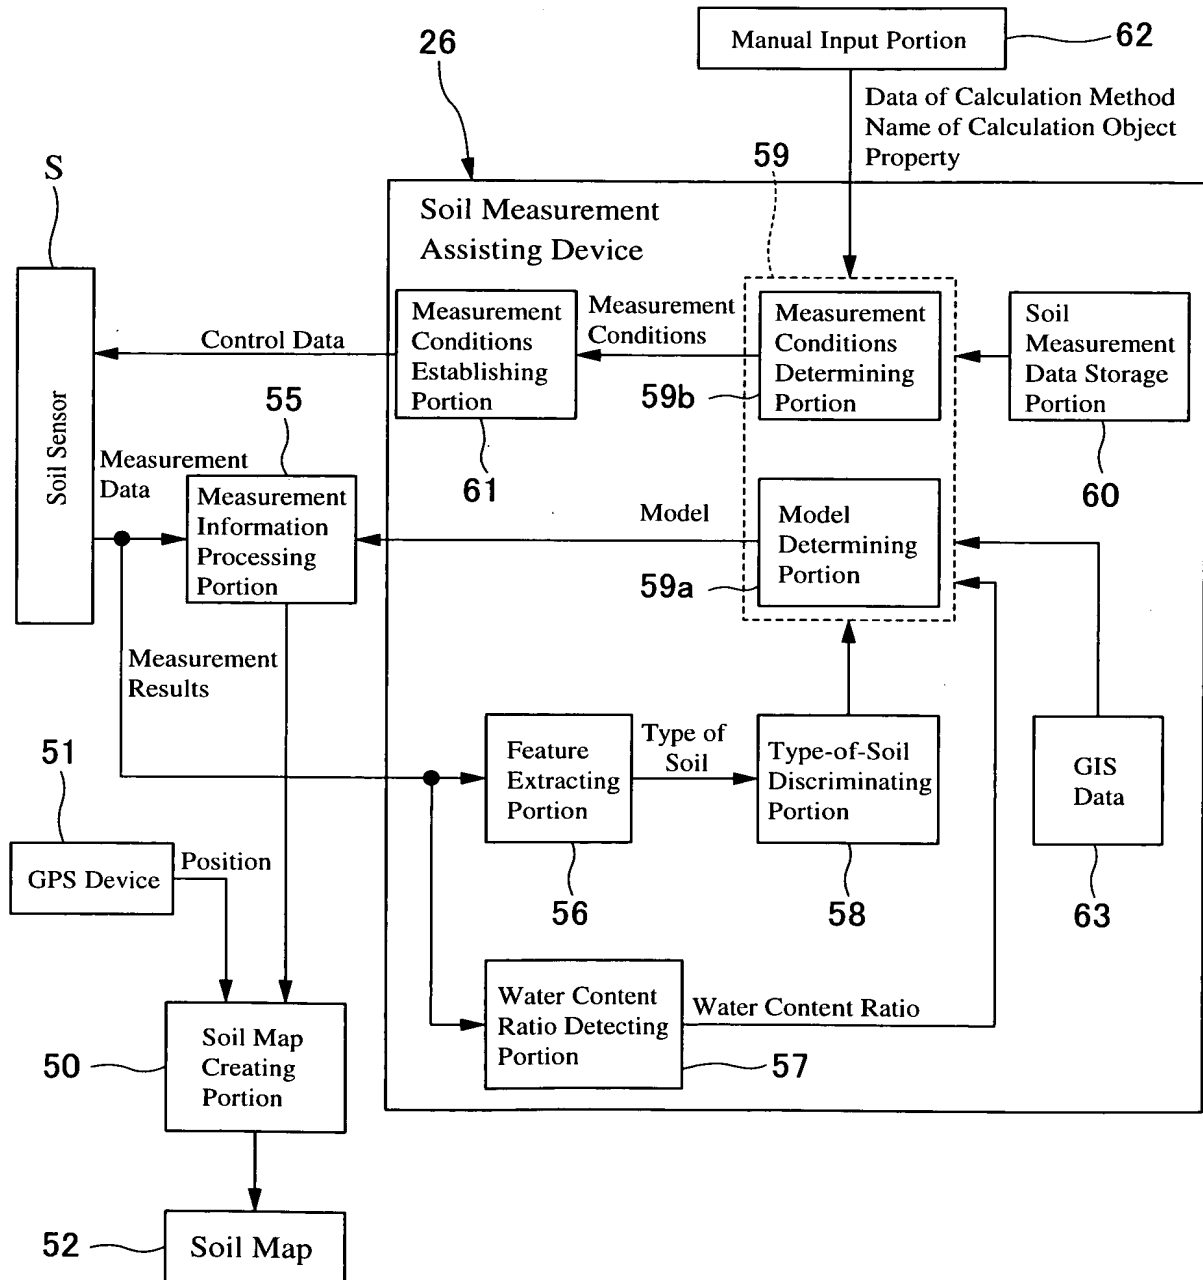 Manual Input Portion
62
26
Data of Calculation Method
Name of Calculation Object
Property
59
S
Soil Measurement
Assisting Device
Soil Sensor
Control Data
Measurement
Conditions
Establishing
Portion
61
Measurement
Conditions
Measurement
Conditions
Determining
Portion
59b
Soil
Measurement
Data Storage
Portion
60
55
Measurement
Data
Measurement
Information
Processing
Portion
Model
Model
Determining
Portion
59a
Measurement
Results
51
GPS Device
Position
Feature
Extracting
Portion
56
Type of
Soil
Type-of-Soil
Discriminating
Portion
58
GIS
Data
63
Water Content
Ratio Detecting
Portion
57
Water Content Ratio
50
Soil Map
Creating
Portion
52
Soil Map